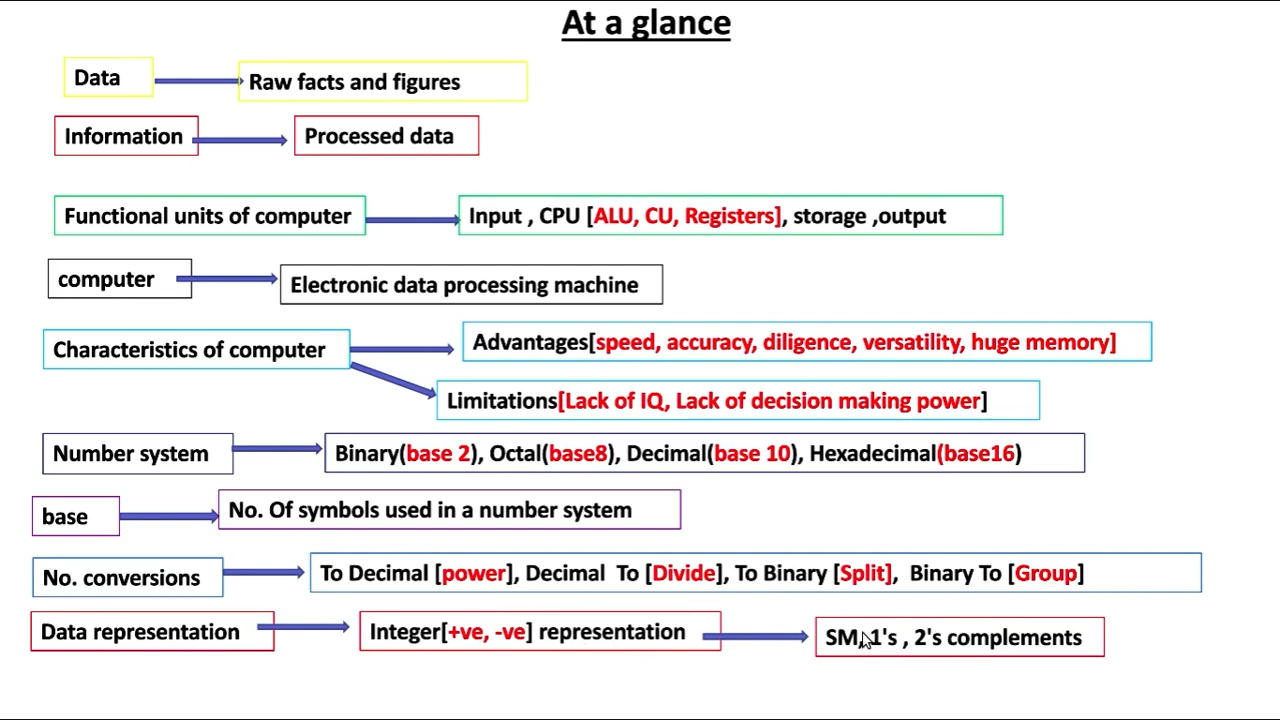 At a glance
Data
Raw facts and figures
Information
Processed data
Functional units of computer
Input , CPU [ALU, CU, Registers], storage ,output
computer
Electronic data processing machine
Characteristics of computer
Advantages[speed, accuracy, diligence, versatility, huge memory]
Limitations[Lack of IQ, Lack of decision making power]
Number system
Binary(base 2), Octal(base8), Decimal(base 10), Hexadecimal(base16)
base
No. Of symbols used in a number system
No. conversions
To Decimal [power], Decimal To [Divide], To Binary [Split], Binary To [Group]
Data representation
Integer[+ve, -ve] representation
SM, 1's , 2's complements